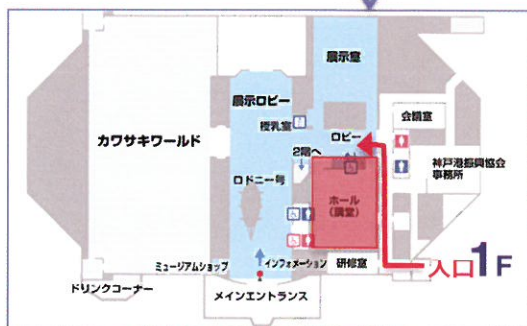 展示室
展示ロビー
カワサキワールド
授乳室
ロビー
会議室
2階へ
神戸港振興協会
事務所
ロドニー号
ホール
(講堂)
ミュージアムショップ
インフォメーション
研修室
入口1F
ドリンクコーナー
メインエントランス